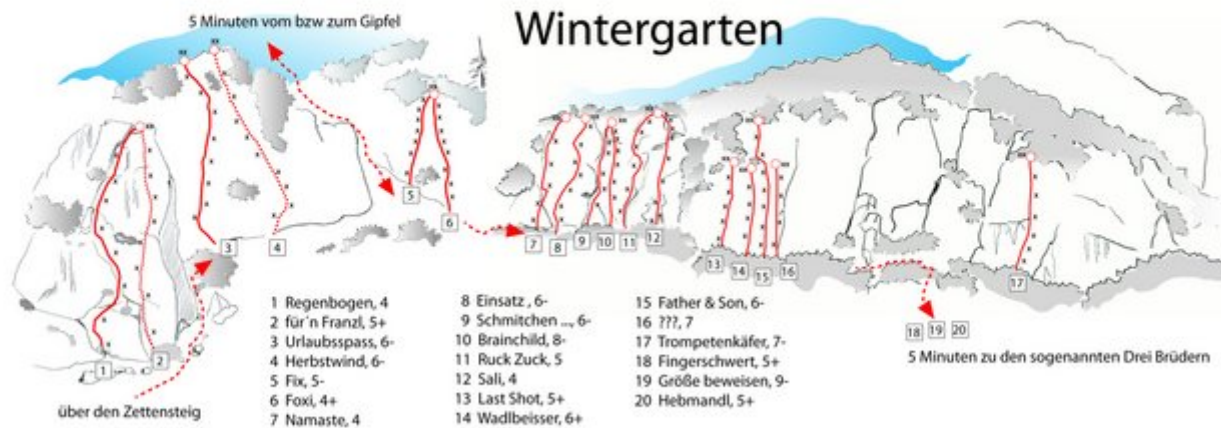 5 Minuten vom bzw zum Gipfel
Wintergarten
1
2
3
4
5
6
7
8
9
10
11
12
13
14
15
16
17
18
19
20
5 Minuten zu den sogenannten Drei Brüdern
über den Zettensteig
1 Regenbogen, 4
2 für´n Franzl, 5+
3 Urlaubsspass, 6-
4 Herbstwind, 6-
5 Fix, 5-
6 Foxi, 4+
7 Namaste, 4
8 Einsatz , 6-
9 Schmitchen ..., 6-
10 Brainchild, 8-
11 Ruck Zuck, 5
12 Sali, 4
13 Last Shot, 5+
14 Wadlbeisser, 6+
15 Father & Son, 6-
16 ???, 7
17 Trompetenkäfer, 7-
18 Fingerschwert, 5+
19 Größe beweisen, 9-
20 Hebmandl, 5+